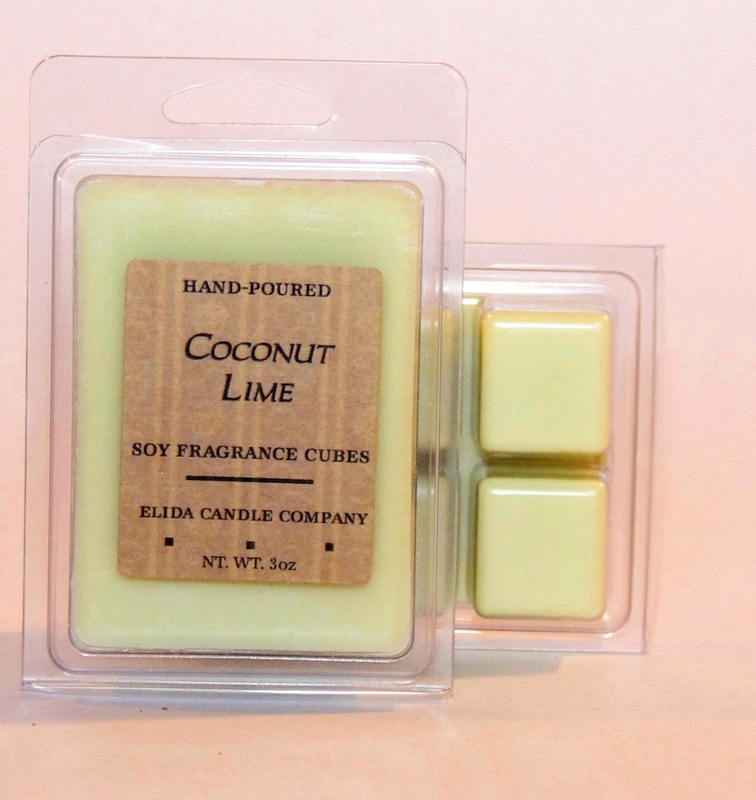 HAND-POURED
COCONUT
LIME
SOY FRAGRANCE CUBES
ELIDA CANDLE COMPANY
NT. WT. 3oz